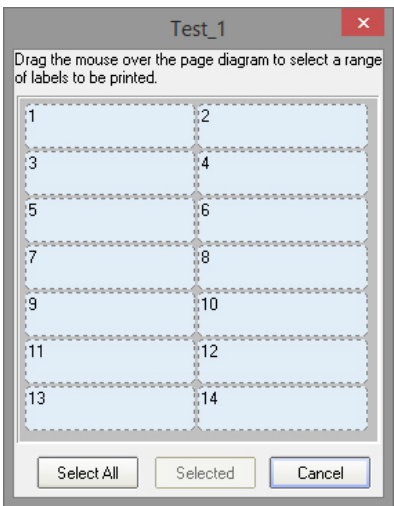 Test_1
Drag the mouse over the page diagram to select a range
of labels to be printed.
1 2
3 4
5 6
7 8
9 10
11 12
13 14
Select All Selected Cancel